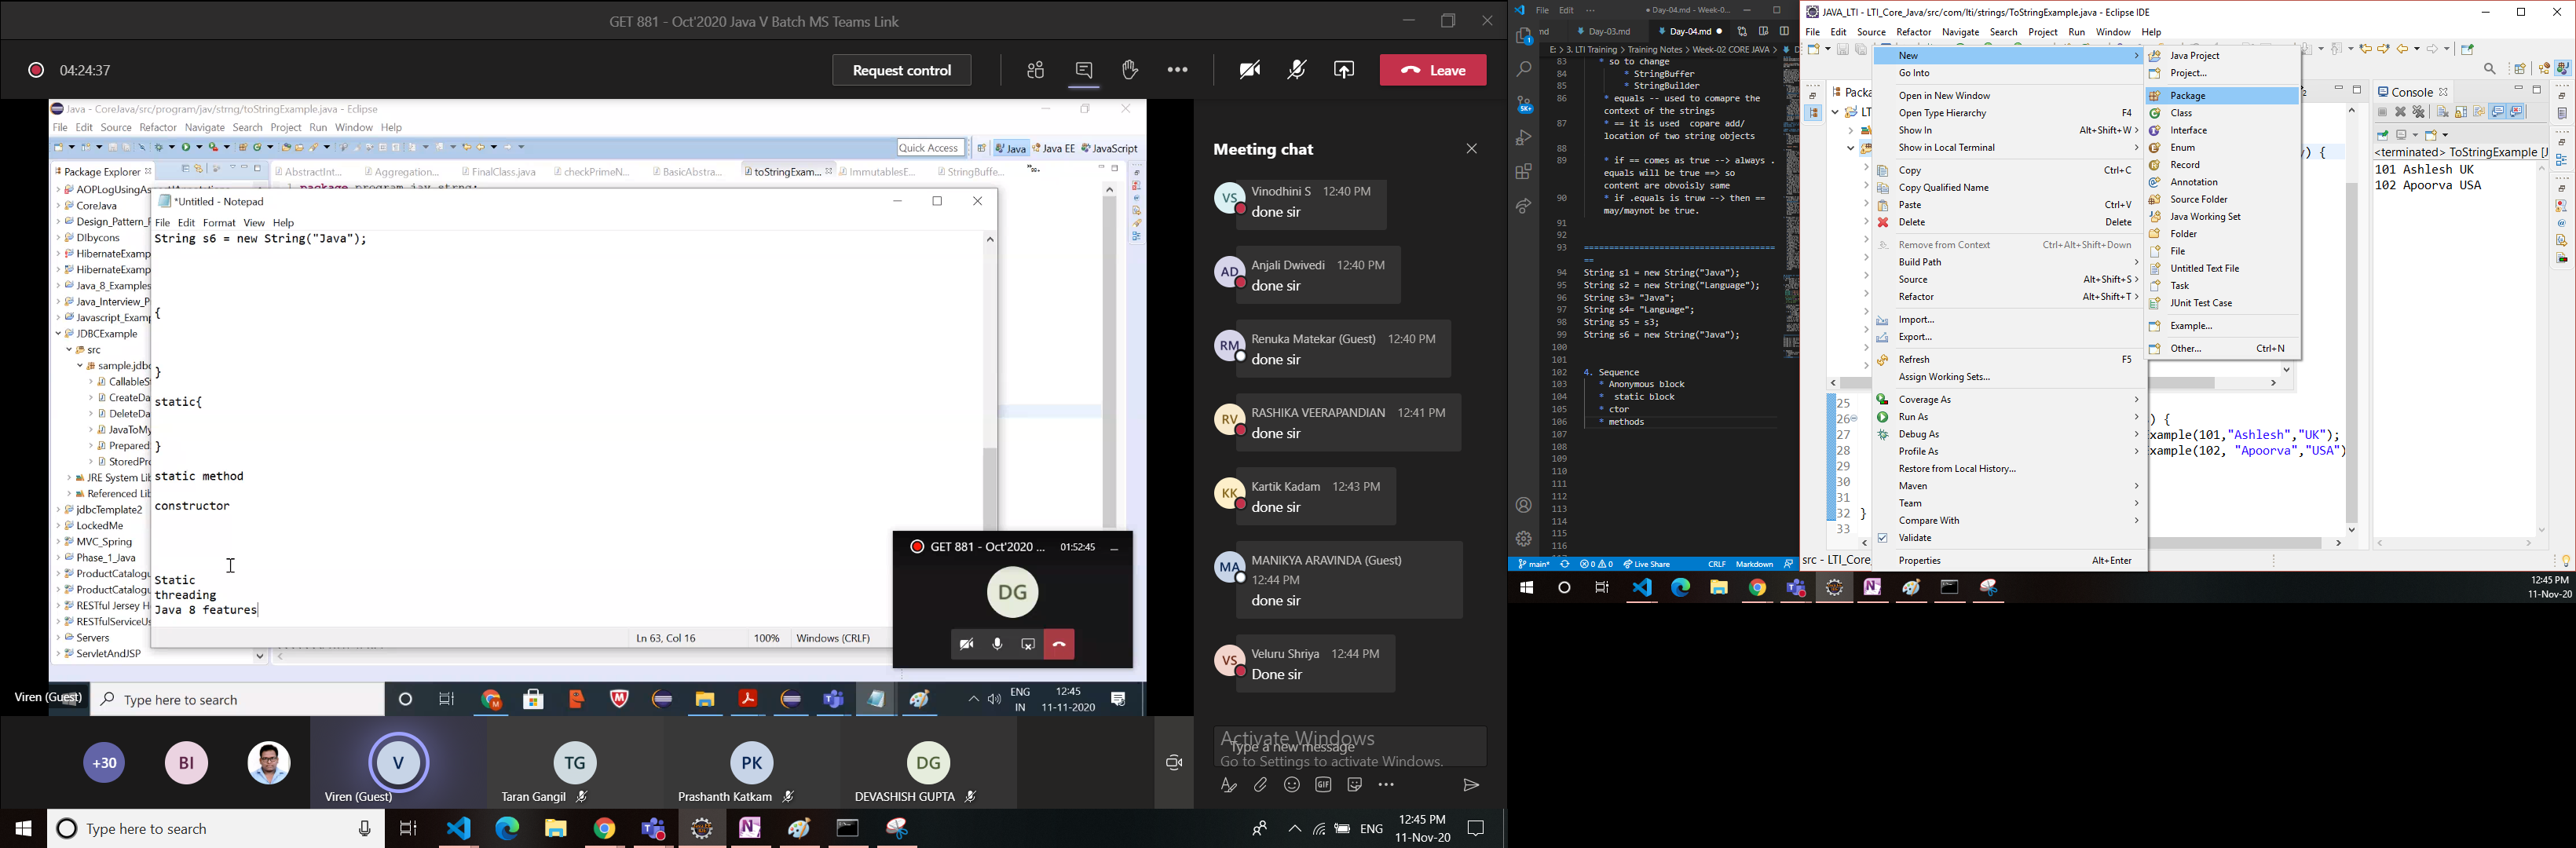 GET 881 - Oct'2020 Java V Batch MS Teams Link
04:24:37
Request control
Leave
Java - CoreJava/src/program/jav/strng/toStringExample.java - Eclipse
File Edit Source Refactor Navigate Search Project Run Window Help
Quick Access
Java
Java EE
JavaScript
Package Explorer
AbstractInt...
Aggregation...
FinalClass.java
checkPrimeN...
BasicAbstra...
toStringExam...
ImmutablesE...
StringBuffe...
AOPLogUsingAs
CoreJava
Design_Pattern_F
DIbycons
HibernateExamp
HibernateExamp
Java_8_Examples
Java_Interview_P
Javascript_Examp
JDBCExample
src
sample.jdbc
CallableSt
CreateDa
DeleteDa
JavaToMy
Prepared
StoredPro
JRE System Lib
Referenced Lib
jdbcTemplate2
LockedMe
MVC_Spring
Phase_1_Java
ProductCatalogu
ProductCatalogu
RESTful Jersey H
RESTfulServiceUs
Servers
ServletAndJSP
*Untitled - Notepad
File Edit Format View Help
String s6 = new String("Java");
{
}
static{
}
static method
constructor
Static
threading
Java 8 features
Ln 63, Col 16
100%
Windows (CRLF)
GET 881 - Oct'2020 ...
01:52:45
DG
Viren (Guest)
Type here to search
ENG
IN
12:45
11-11-2020
Meeting chat
VS
Vinodhini S 12:40 PM
done sir
AD
Anjali Dwivedi 12:40 PM
done sir
RM
Renuka Matekar (Guest) 12:40 PM
done sir
RV
RASHIKA VEERAPANDIAN 12:41 PM
done sir
KK
Kartik Kadam 12:43 PM
done sir
MA
MANIKYA ARAVINDA (Guest)
12:44 PM
done sir
VS
Veluru Shriya 12:44 PM
Done sir
Type a new message
Activate Windows
Go to Settings to activate Windows.
GIF
+30
BI
V
Viren (Guest)
TG
Taran Gangil
PK
Prashanth Katkam
DG
DEVASHISH GUPTA
Type here to search
ENG
12:45 PM
11-Nov-20
File Edit ...
Day-04.md - Week-0...
Day-03.md
Day-04.md
E: > 3. LTI Training > Training Notes > Week-02 CORE JAVA >
83 * so to change
84 * StringBuffer
85 * StringBuilder
86 * equals -- used to comapre the
context of the strings
87 * == it is used copare add/
location of two string objects
88
89 * if == comes as true --> always .
equals will be true ==> so
content are obvoisly same
90 * if .equals is truw --> then ==
may/maynot be true.
91
92
93 =====================================
==
94 String s1 = new String("Java");
95 String s2 = new String("Language");
96 String s3= "Java";
97 String s4= "Language";
98 String s5 = s3;
99 String s6 = new String("Java");
100
101
102 4. Sequence
103 * Anonymous block
104 * static block
105 * ctor
106 * methods
107
108
109
110
111
112
113
114
115
116
main*
0 0
Live Share
CRLF
Markdown
JAVA_LTI - LTI_Core_Java/src/com/lti/strings/ToStringExample.java - Eclipse IDE
File Edit Source Refactor Navigate Search Project Run Window Help
New
Go Into
Open in New Window
Open Type Hierarchy F4
Show In Alt+Shift+W
Show in Local Terminal
Copy Ctrl+C
Copy Qualified Name
Paste Ctrl+V
Delete Delete
Remove from Context Ctrl+Alt+Shift+Down
Build Path
Source Alt+Shift+S
Refactor Alt+Shift+T
Import...
Export...
Refresh F5
Assign Working Sets...
Coverage As
Run As
Debug As
Profile As
Restore from Local History...
Maven
Team
Compare With
Validate
Properties Alt+Enter
Java Project
Project...
Package
Class
Interface
Enum
Record
Annotation
Source Folder
Java Working Set
Folder
File
Untitled Text File
Task
JUnit Test Case
Example...
Other... Ctrl+N
25
26 ) {
27 xample(101,"Ashlesh","UK");
28 xample(102, "Apoorva","USA")
29
30
31
32 }
33
src - LTI_Core_
Console
<terminated> ToStringExample [J
101 Ashlesh UK
102 Apoorva USA
12:45 PM
11-Nov-20